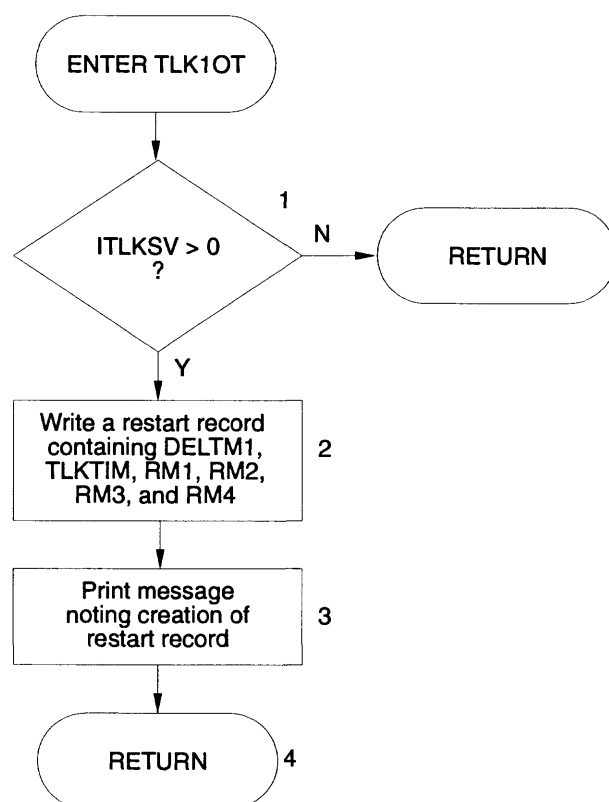 ENTER TLK1OT
1
ITLKSV > 0
?
N
RETURN
Y
Write a restart record
containing DELTM1,
TLKTIM, RM1, RM2,
RM3, and RM4
2
Print message
noting creation of
restart record
3
RETURN
4